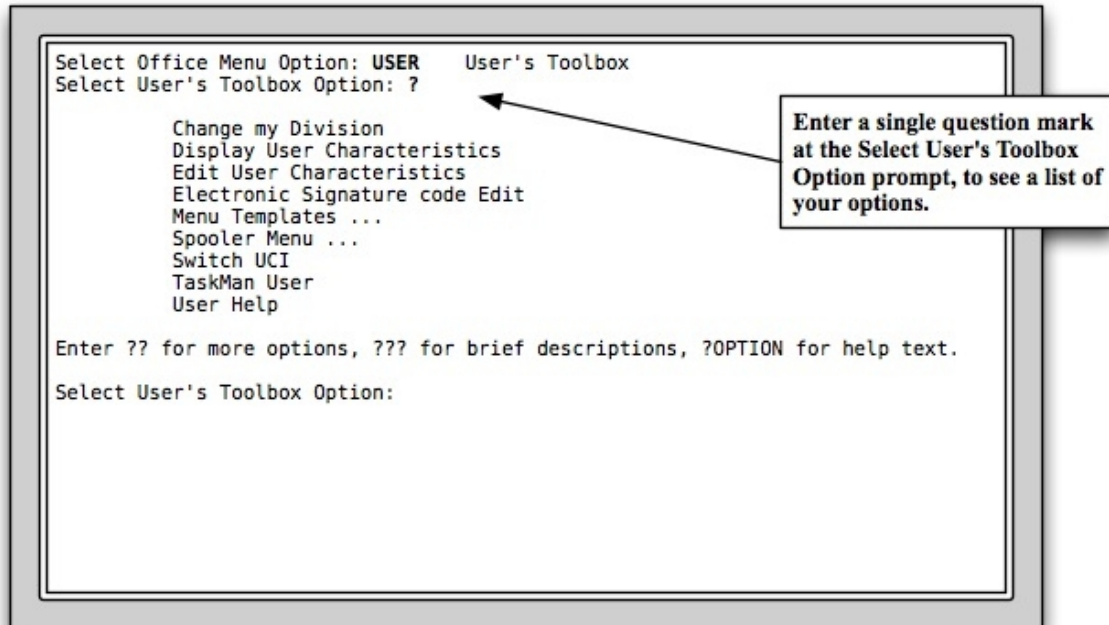 Select Office Menu Option: USER    User's Toolbox
Select User's Toolbox Option: ?
Change my Division
Display User Characteristics
Edit User Characteristics
Electronic Signature code Edit
Menu Templates ...
Spooler Menu ...
Switch UCI
TaskMan User
User Help
Enter ?? for more options, ??? for brief descriptions, ?OPTION for help text.
Select User's Toolbox Option:
Enter a single question mark
at the Select User's Toolbox
Option prompt, to see a list of
your options.